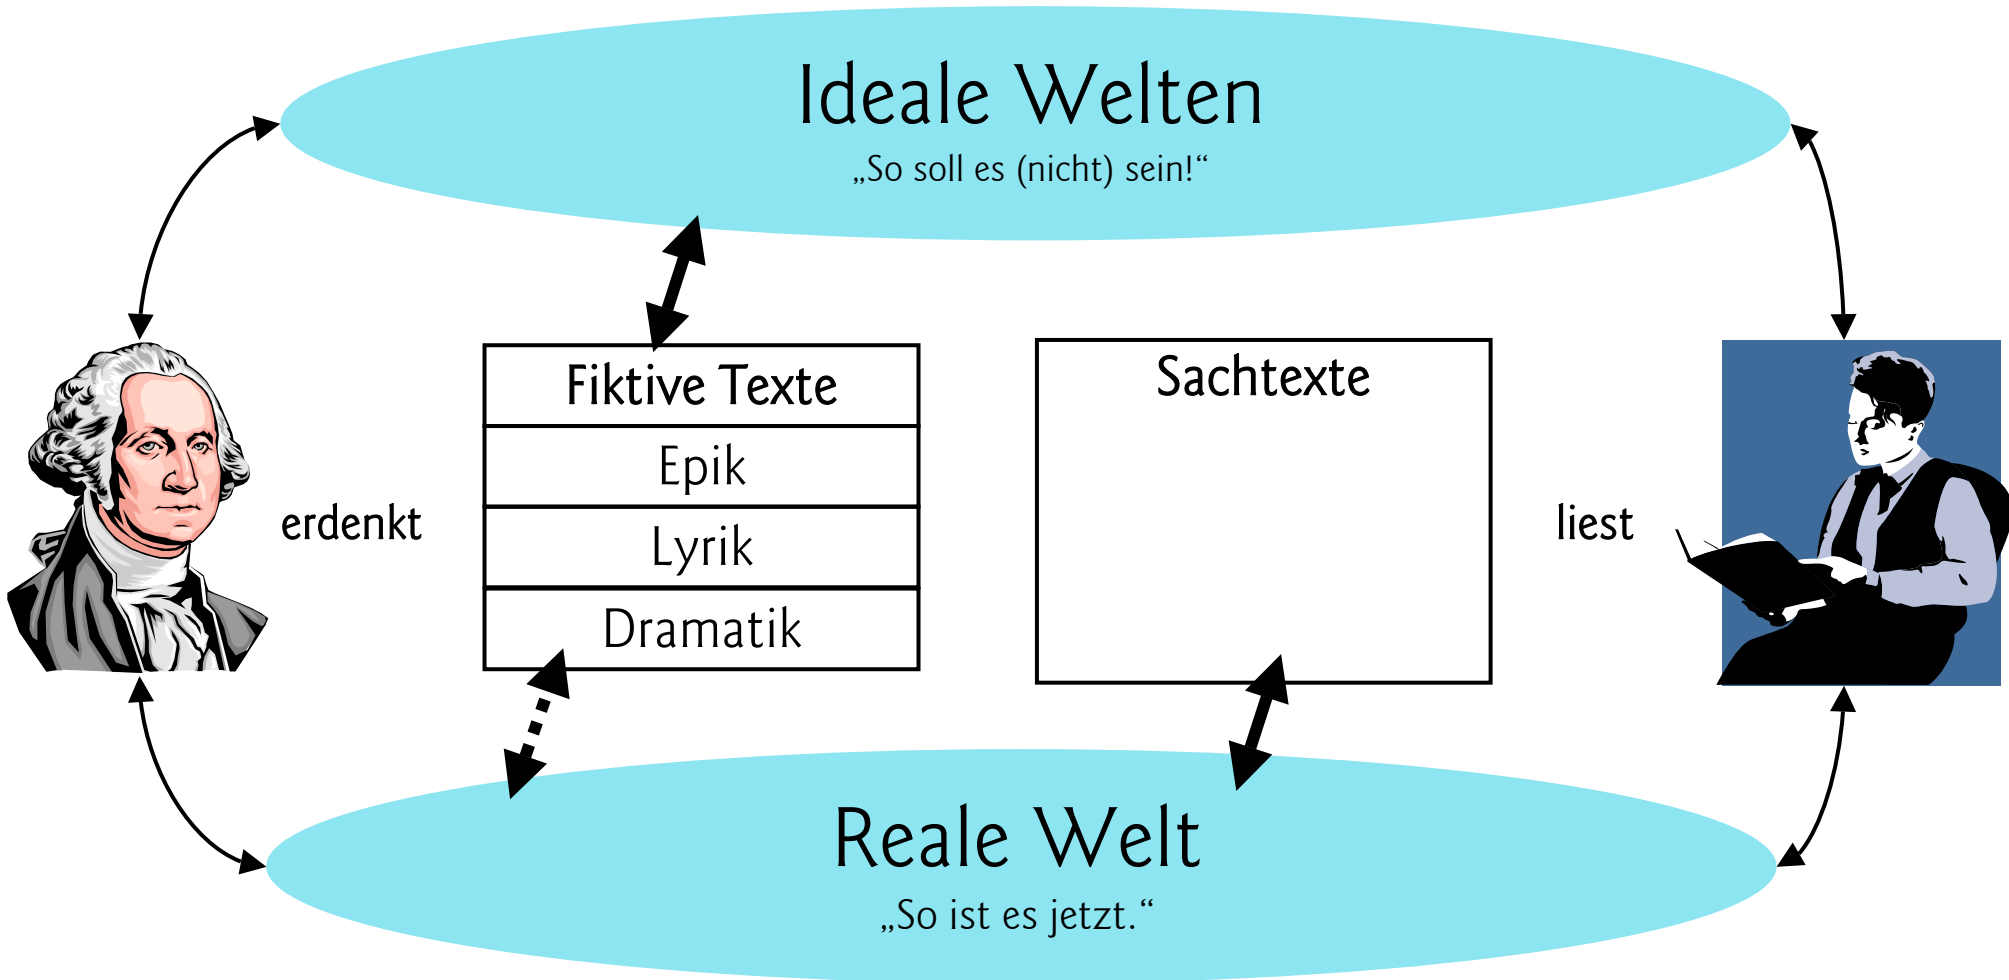 Ideale Welten
„So soll es (nicht) sein!“
Fiktive Texte
Epik
Lyrik
Dramatik
Sachtexte
erdenkt
liest
Reale Welt
„So ist es jetzt.“